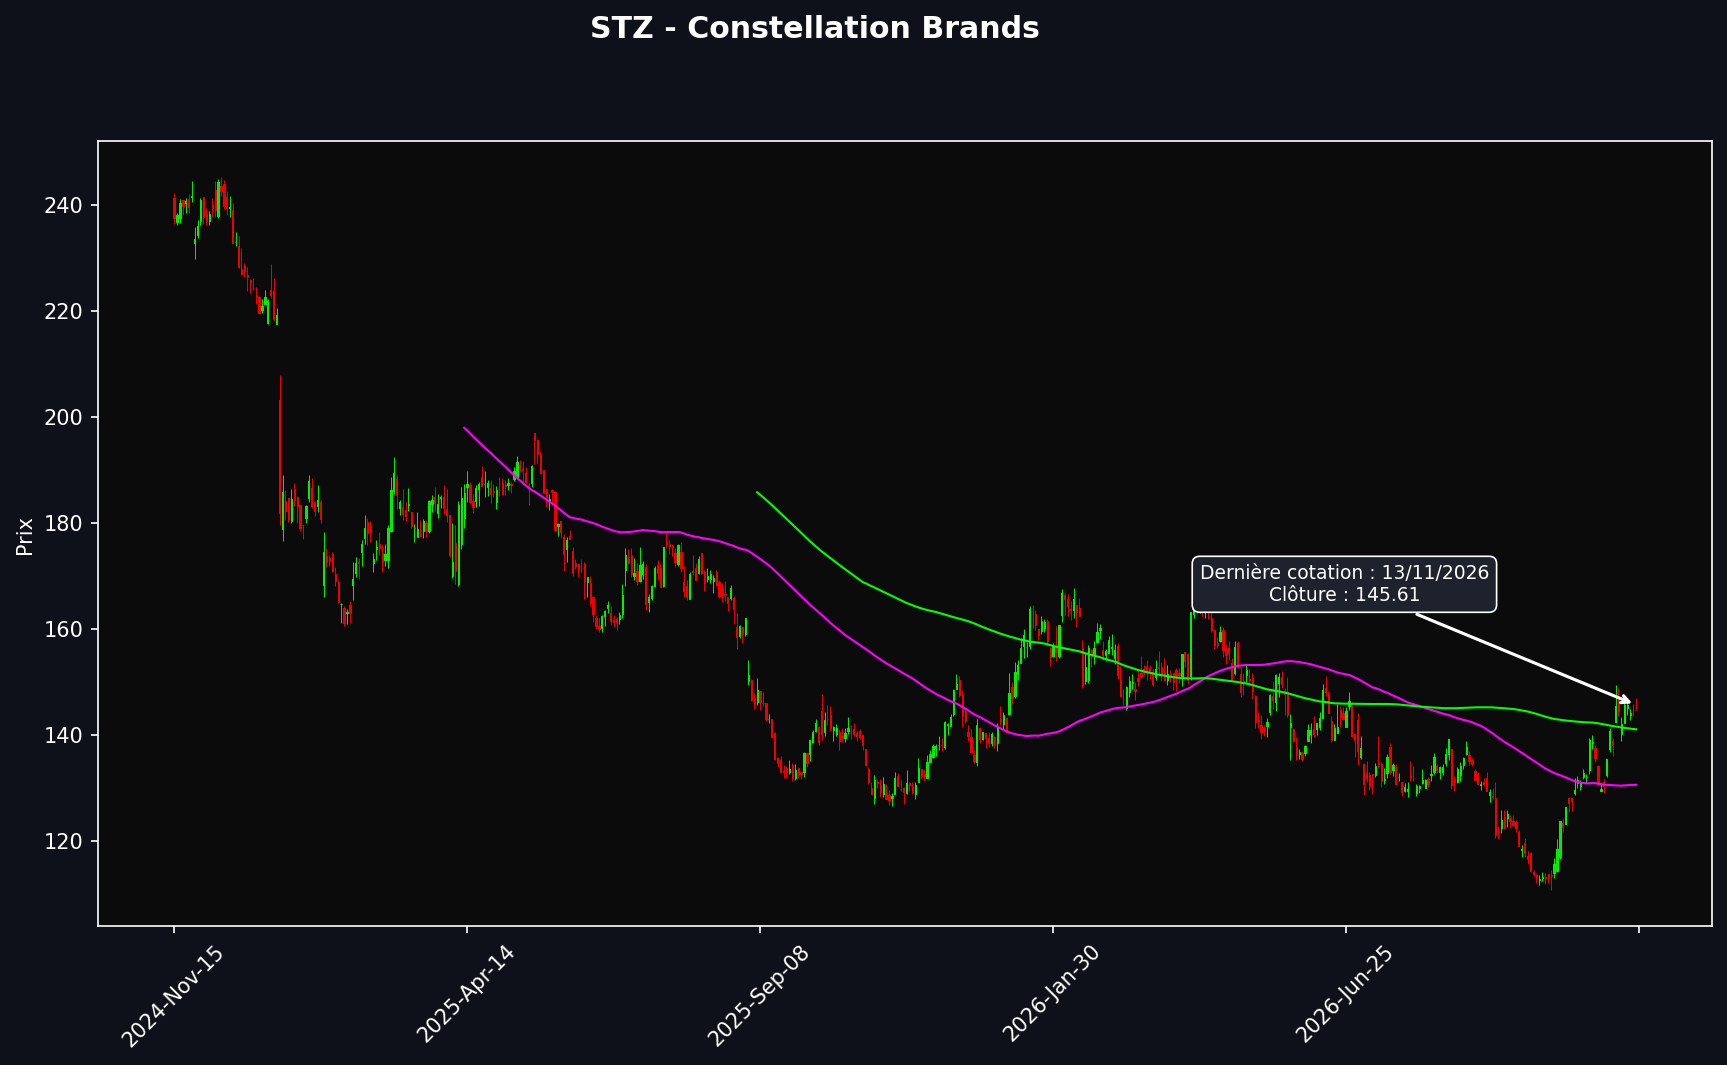 STZ - Constellation Brands
Prix
240
220
200
180
160
140
120
Dernière cotation : 13/11/2026
Clôture : 145.61
2024-Nov-15
2025-Apr-14
2025-Sep-08
2026-Jan-30
2026-Jun-25